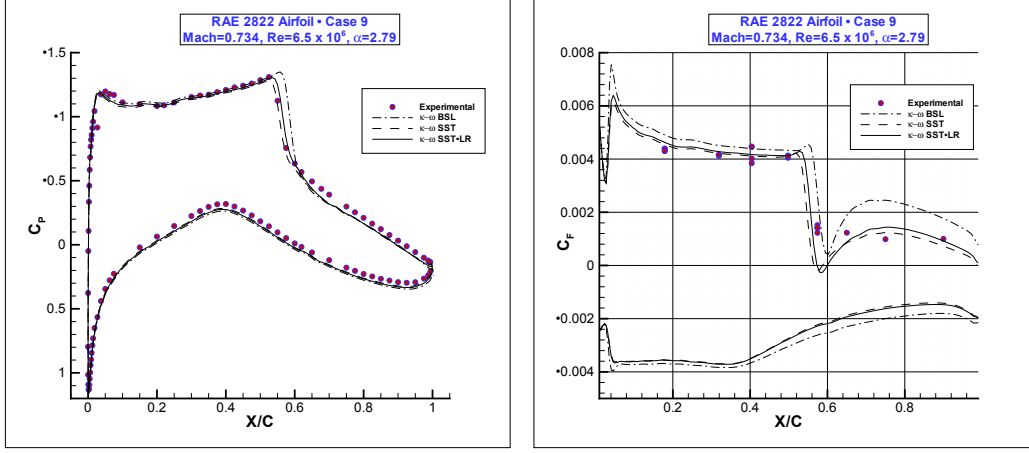 RAE 2822 Airfoil • Case 9
Mach=0.734, Re=6.5 x 10⁶, α=2.79
•1.5
•1
•0.5
0
0.5
1
C_P
0
0.2
0.4
0.6
0.8
1
X/C
Experimental
κ–ω BSL
κ–ω SST
κ–ω SST•LR
RAE 2822 Airfoil • Case 9
Mach=0.734, Re=6.5 x 10⁶, α=2.79
0.008
0.006
0.004
0.002
0
•0.002
•0.004
C_F
0.2
0.4
0.6
0.8
X/C
Experimental
κ–ω BSL
κ–ω SST
κ–ω SST•LR